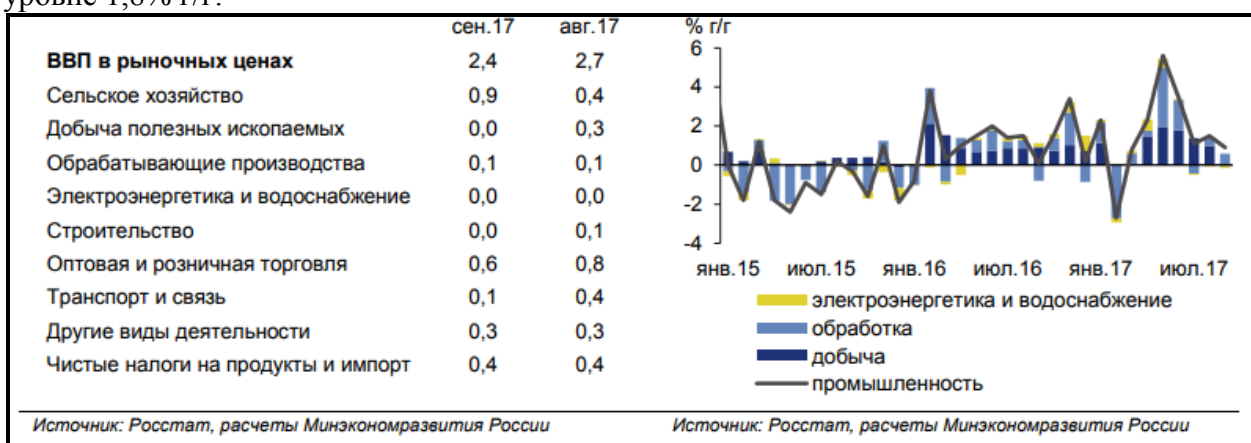 уровне 1,8% г/г.
сен.17 авг.17
ВВП в рыночных ценах 2,4 2,7
Сельское хозяйство 0,9 0,4
Добыча полезных ископаемых 0,0 0,3
Обрабатывающие производства 0,1 0,1
Электроэнергетика и водоснабжение 0,0 0,0
Строительство 0,0 0,1
Оптовая и розничная торговля 0,6 0,8
Транспорт и связь 0,1 0,4
Другие виды деятельности 0,3 0,3
Чистые налоги на продукты и импорт 0,4 0,4
Источник: Росстат, расчеты Минэкономразвития России
% г/г
6
4
2
0
-2
-4
янв.15 июл.15 янв.16 июл.16 янв.17 июл.17
электроэнергетика и водоснабжение
обработка
добыча
промышленность
Источник: Росстат, расчеты Минэкономразвития России